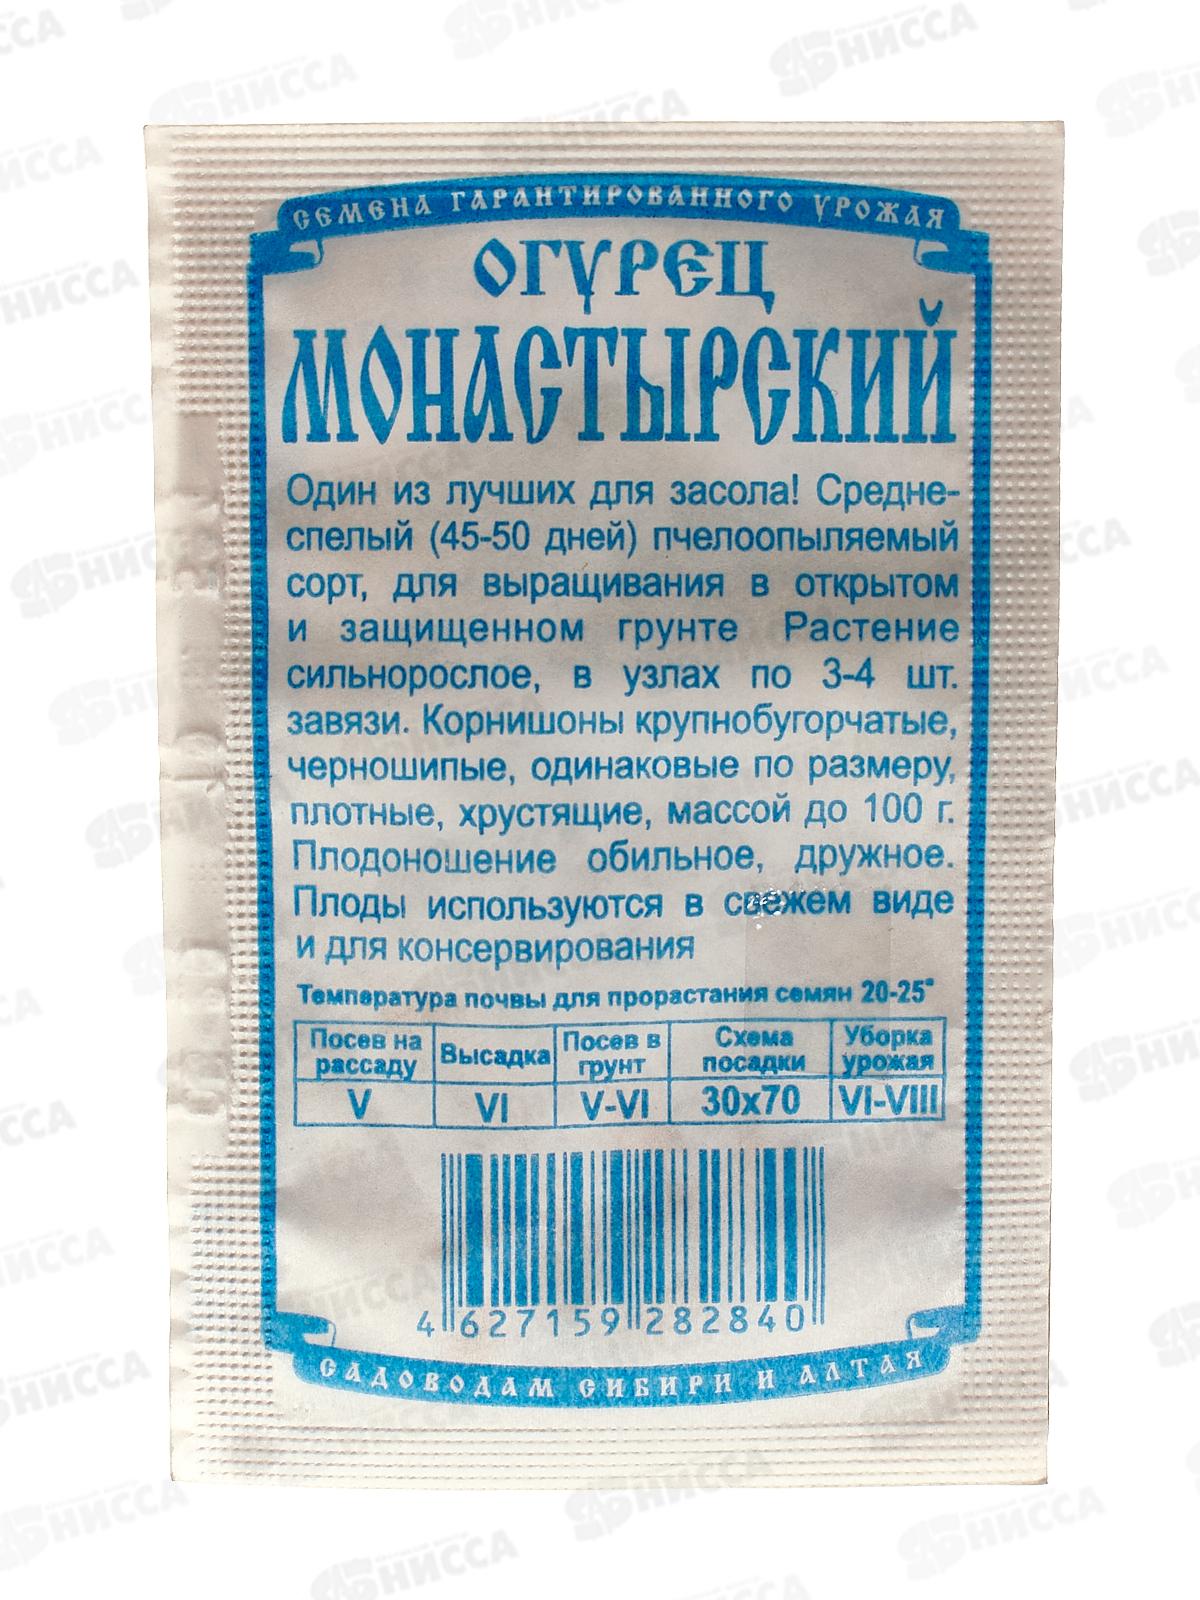 СЕМЕНА ГАРАНТИРОВАННОГО УРОЖАЯ
ОГУРЕЦ
МОНАСТЫРСКИЙ
Один из лучших для засола! Средне-
спелый (45-50 дней) пчелоопыляемый
сорт, для выращивания в открытом
и защищенном грунте Растение
сильнорослое, в узлах по 3-4 шт.
завязи. Корнишоны крупнобугорчатые,
черношипые, одинаковые по размеру,
плотные, хрустящие, массой до 100 г.
Плодоношение обильное, дружное.
Плоды используются в свежем виде
и для консервирования
Температура почвы для прорастания семян 20-25°
Посев на рассаду Высадка Посев в грунт Схема посадки Уборка урожая
V VI V-VI 30х70 VI-VIII
4 627159 282840
САДОВОДАМ СИБИРИ И АЛТАЯ
НИССА